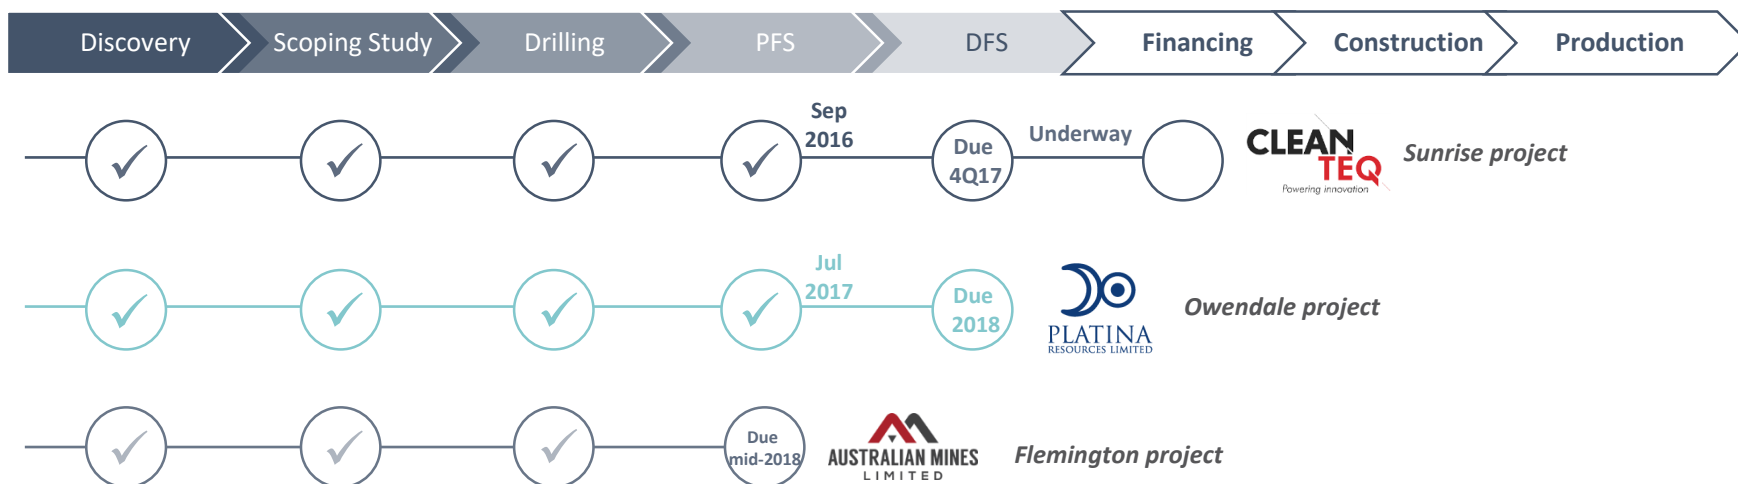 Discovery
Scoping Study
Drilling
PFS
DFS
Financing
Construction
Production
Sep
2016
Due
4Q17
Underway
CLEAN
TEQ
Powering innovation
Sunrise project
Jul
2017
Due
2018
PLATINA
RESOURCES LIMITED
Owendale project
Due
mid-2018
AUSTRALIAN MINES
LIMITED
Flemington project